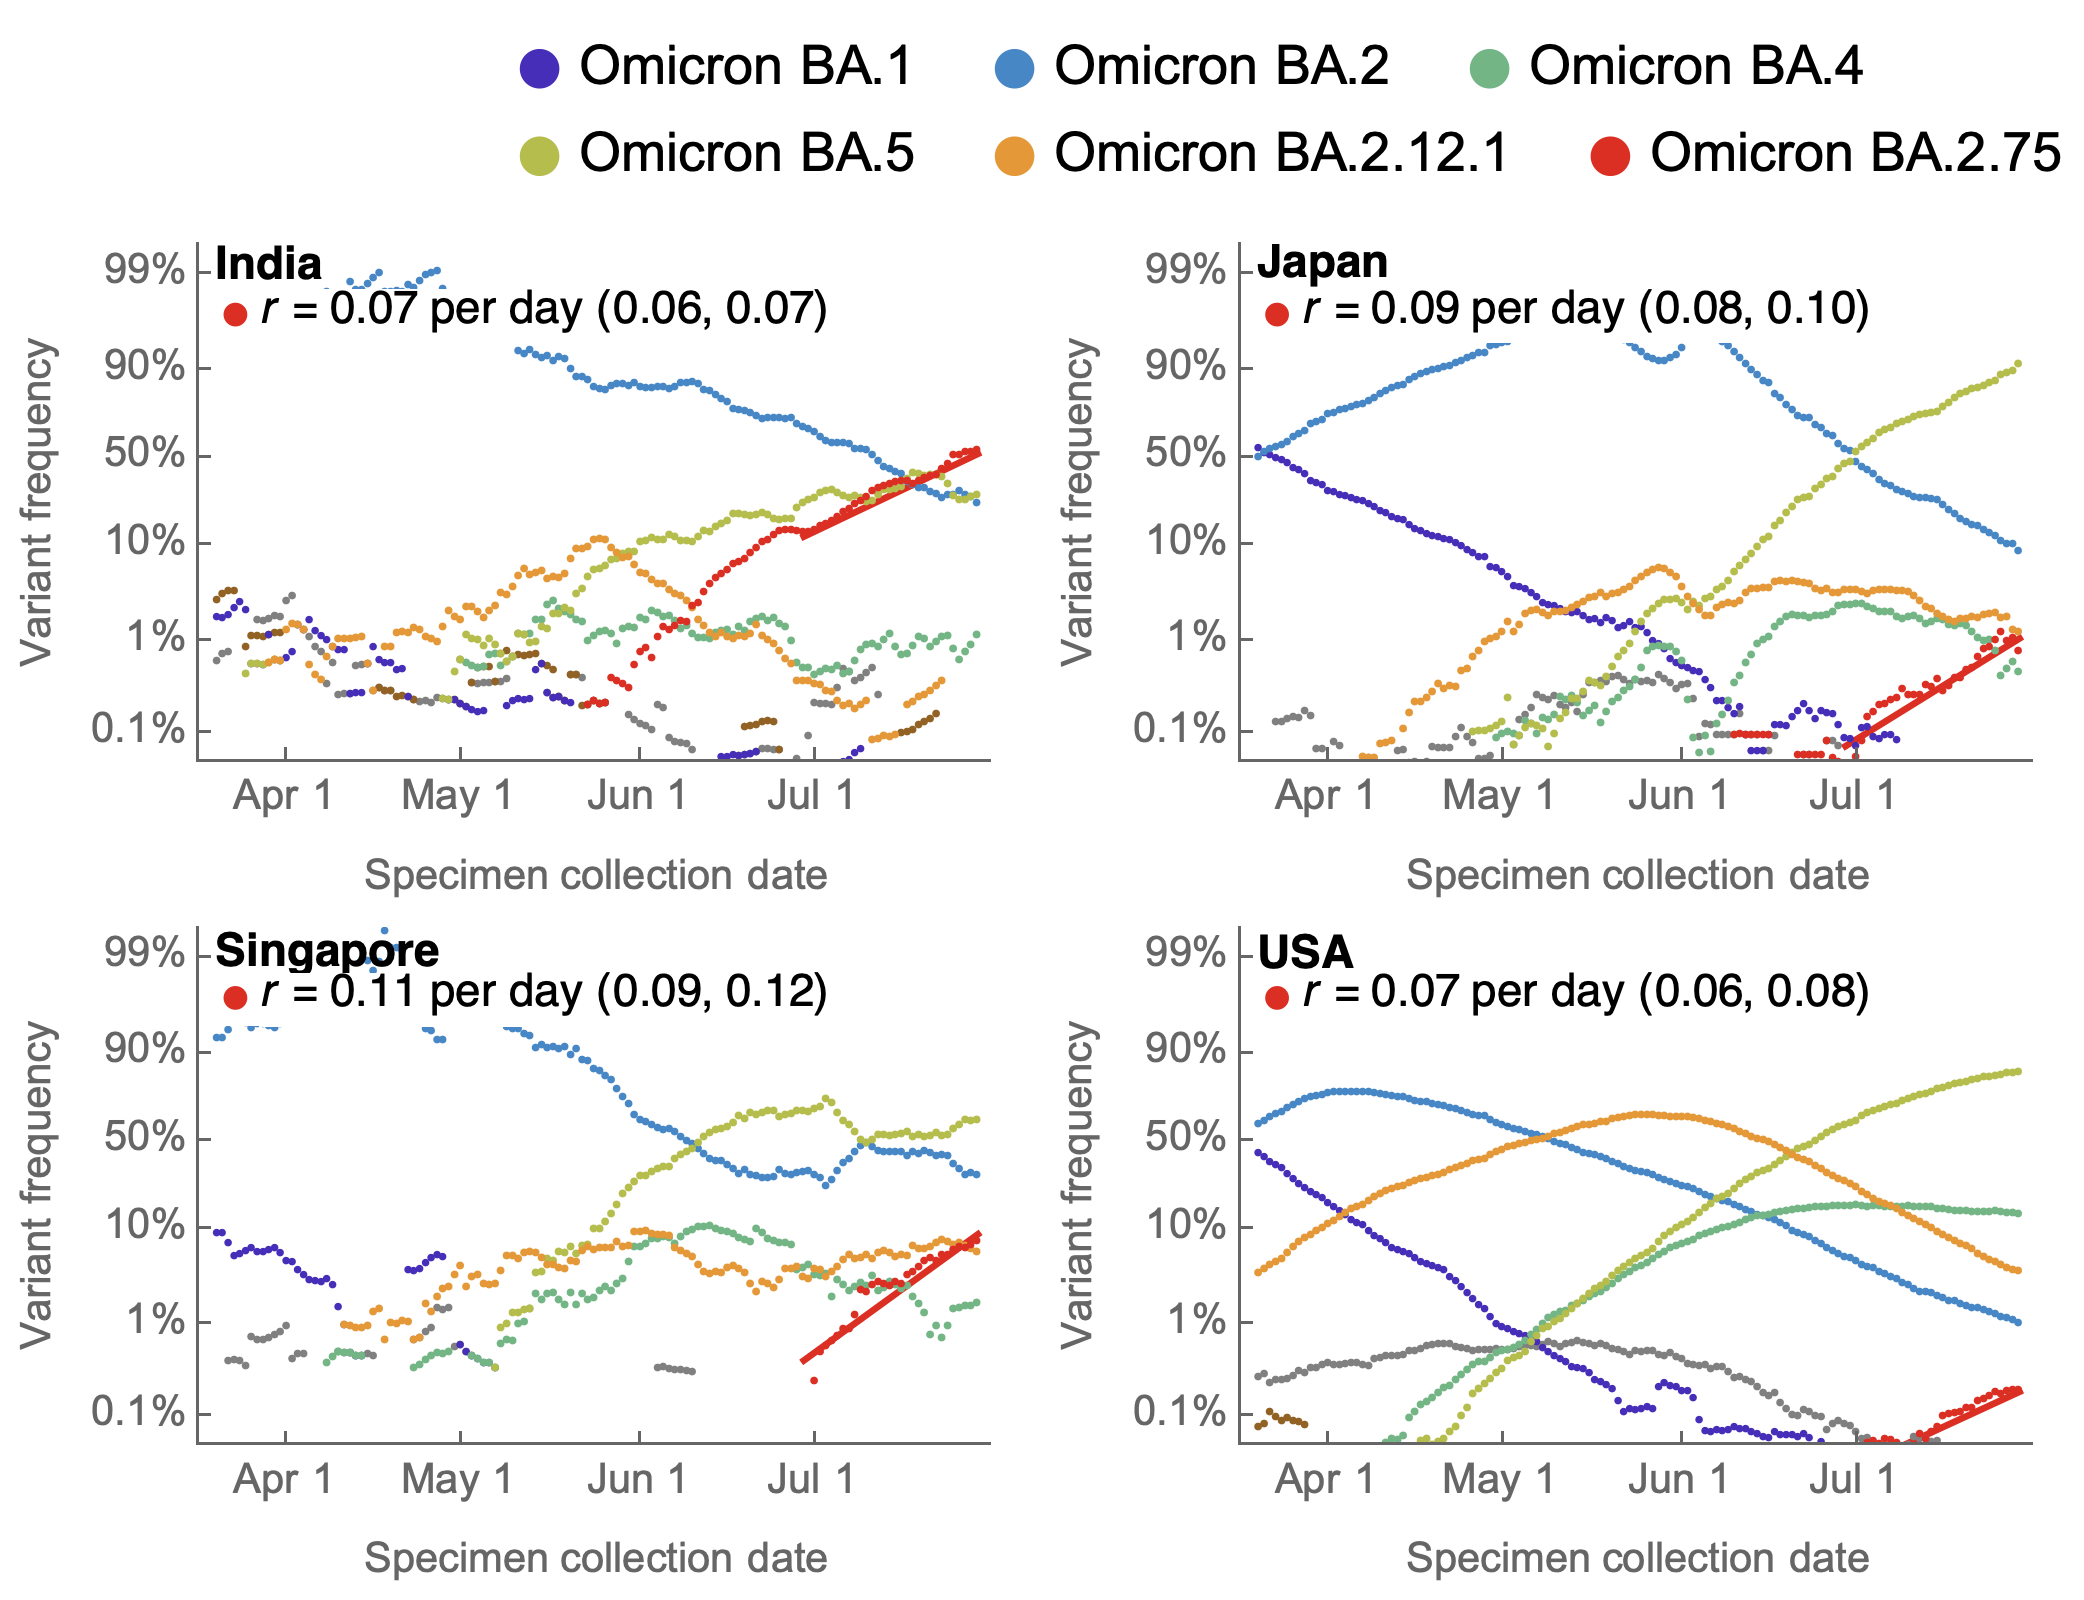 Omicron BA.1 Omicron BA.2 Omicron BA.4
Omicron BA.5 Omicron BA.2.12.1 Omicron BA.2.75
India
r = 0.07 per day (0.06, 0.07)
99%
90%
50%
10%
1%
0.1%
Variant frequency
Apr 1 May 1 Jun 1 Jul 1
Specimen collection date
Japan
r = 0.09 per day (0.08, 0.10)
99%
90%
50%
10%
1%
0.1%
Variant frequency
Apr 1 May 1 Jun 1 Jul 1
Specimen collection date
Singapore
r = 0.11 per day (0.09, 0.12)
99%
90%
50%
10%
1%
0.1%
Variant frequency
Apr 1 May 1 Jun 1 Jul 1
Specimen collection date
USA
r = 0.07 per day (0.06, 0.08)
99%
90%
50%
10%
1%
0.1%
Variant frequency
Apr 1 May 1 Jun 1 Jul 1
Specimen collection date